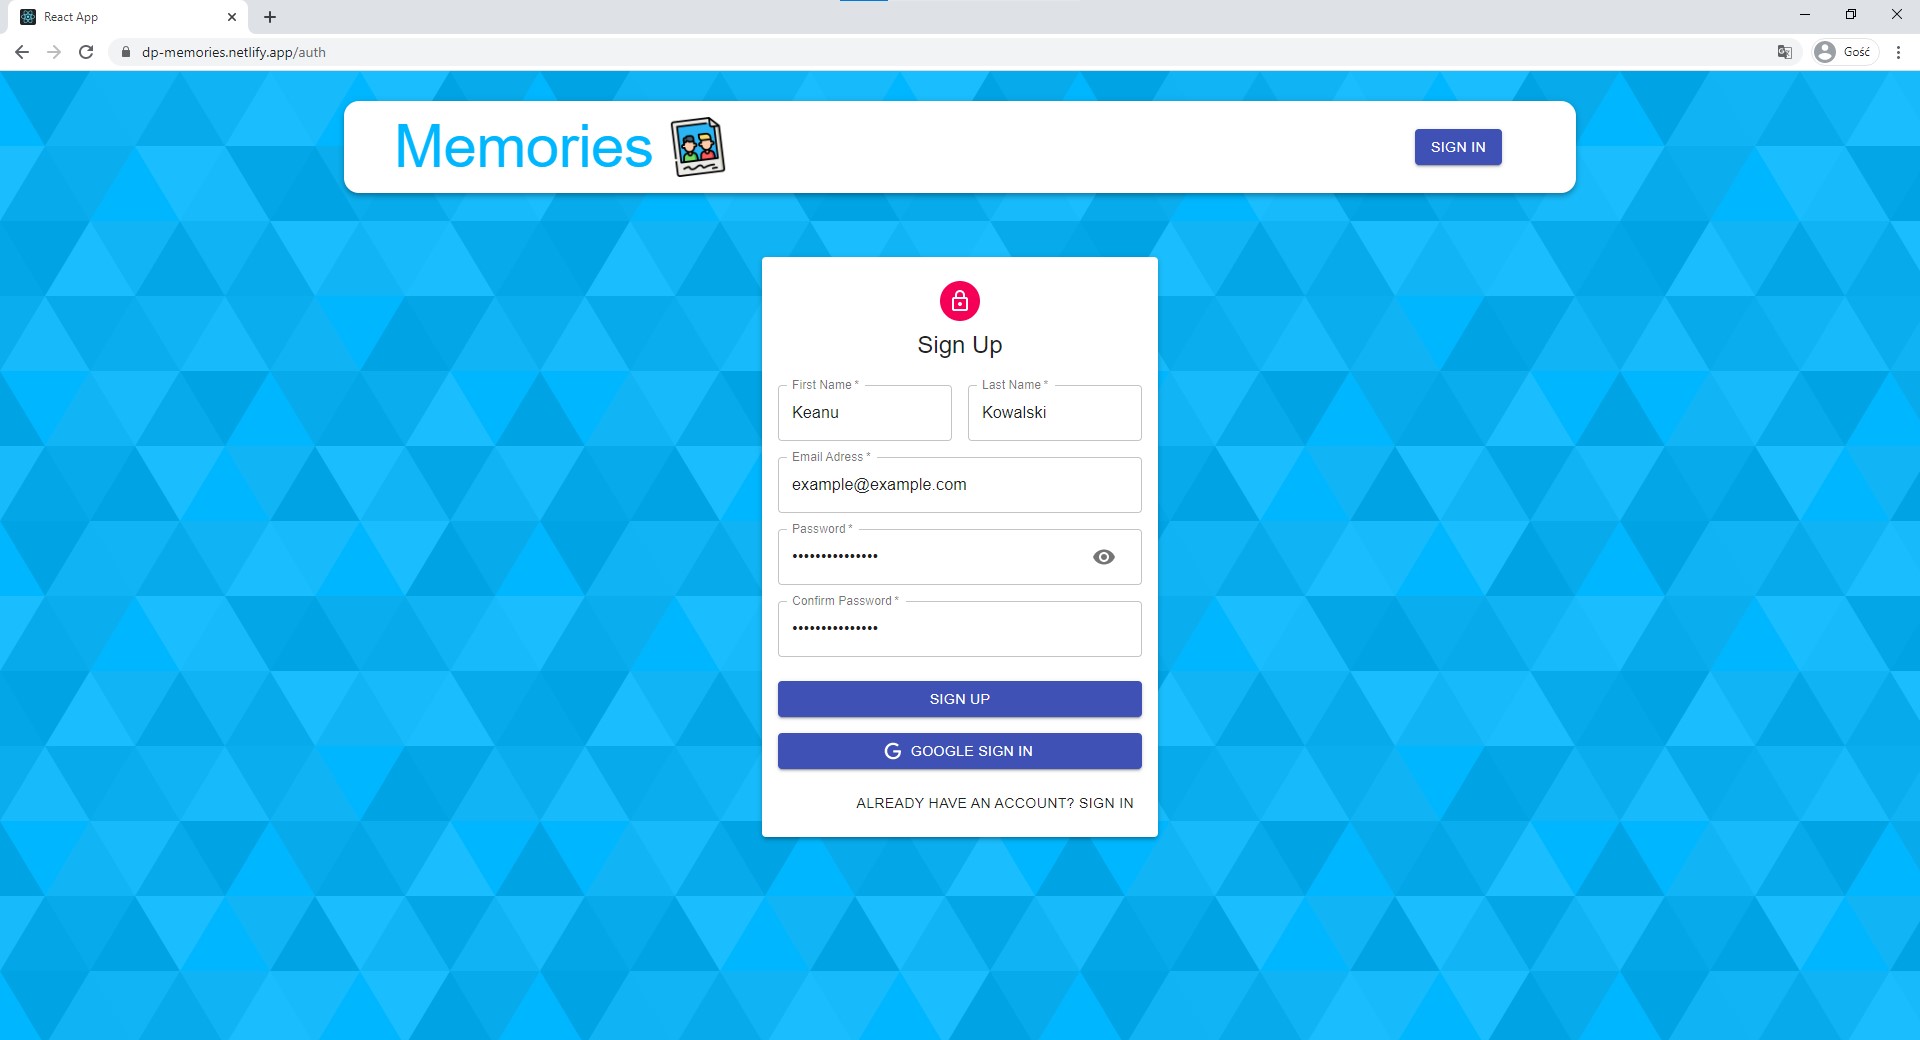 React App
dp-memories.netlify.app/auth
Gość
Memories
SIGN IN
Sign Up
First Name *
Last Name *
Keanu
Kowalski
Email Adress *
example@example.com
Password *
•••••••••••••••
Confirm Password *
•••••••••••••••
SIGN UP
G GOOGLE SIGN IN
ALREADY HAVE AN ACCOUNT? SIGN IN